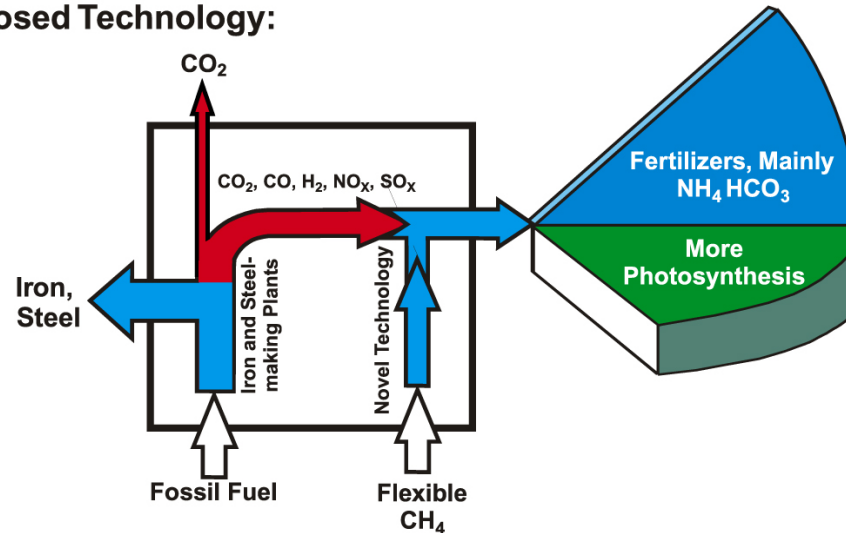 osed Technology:
CO₂
CO₂, CO, H₂, NOₓ, SOₓ
Fertilizers, Mainly
NH₄ HCO₃
More
Photosynthesis
Iron,
Steel
Iron and Steel-
making Plants
Novel Technology
Fossil Fuel
Flexible
CH₄